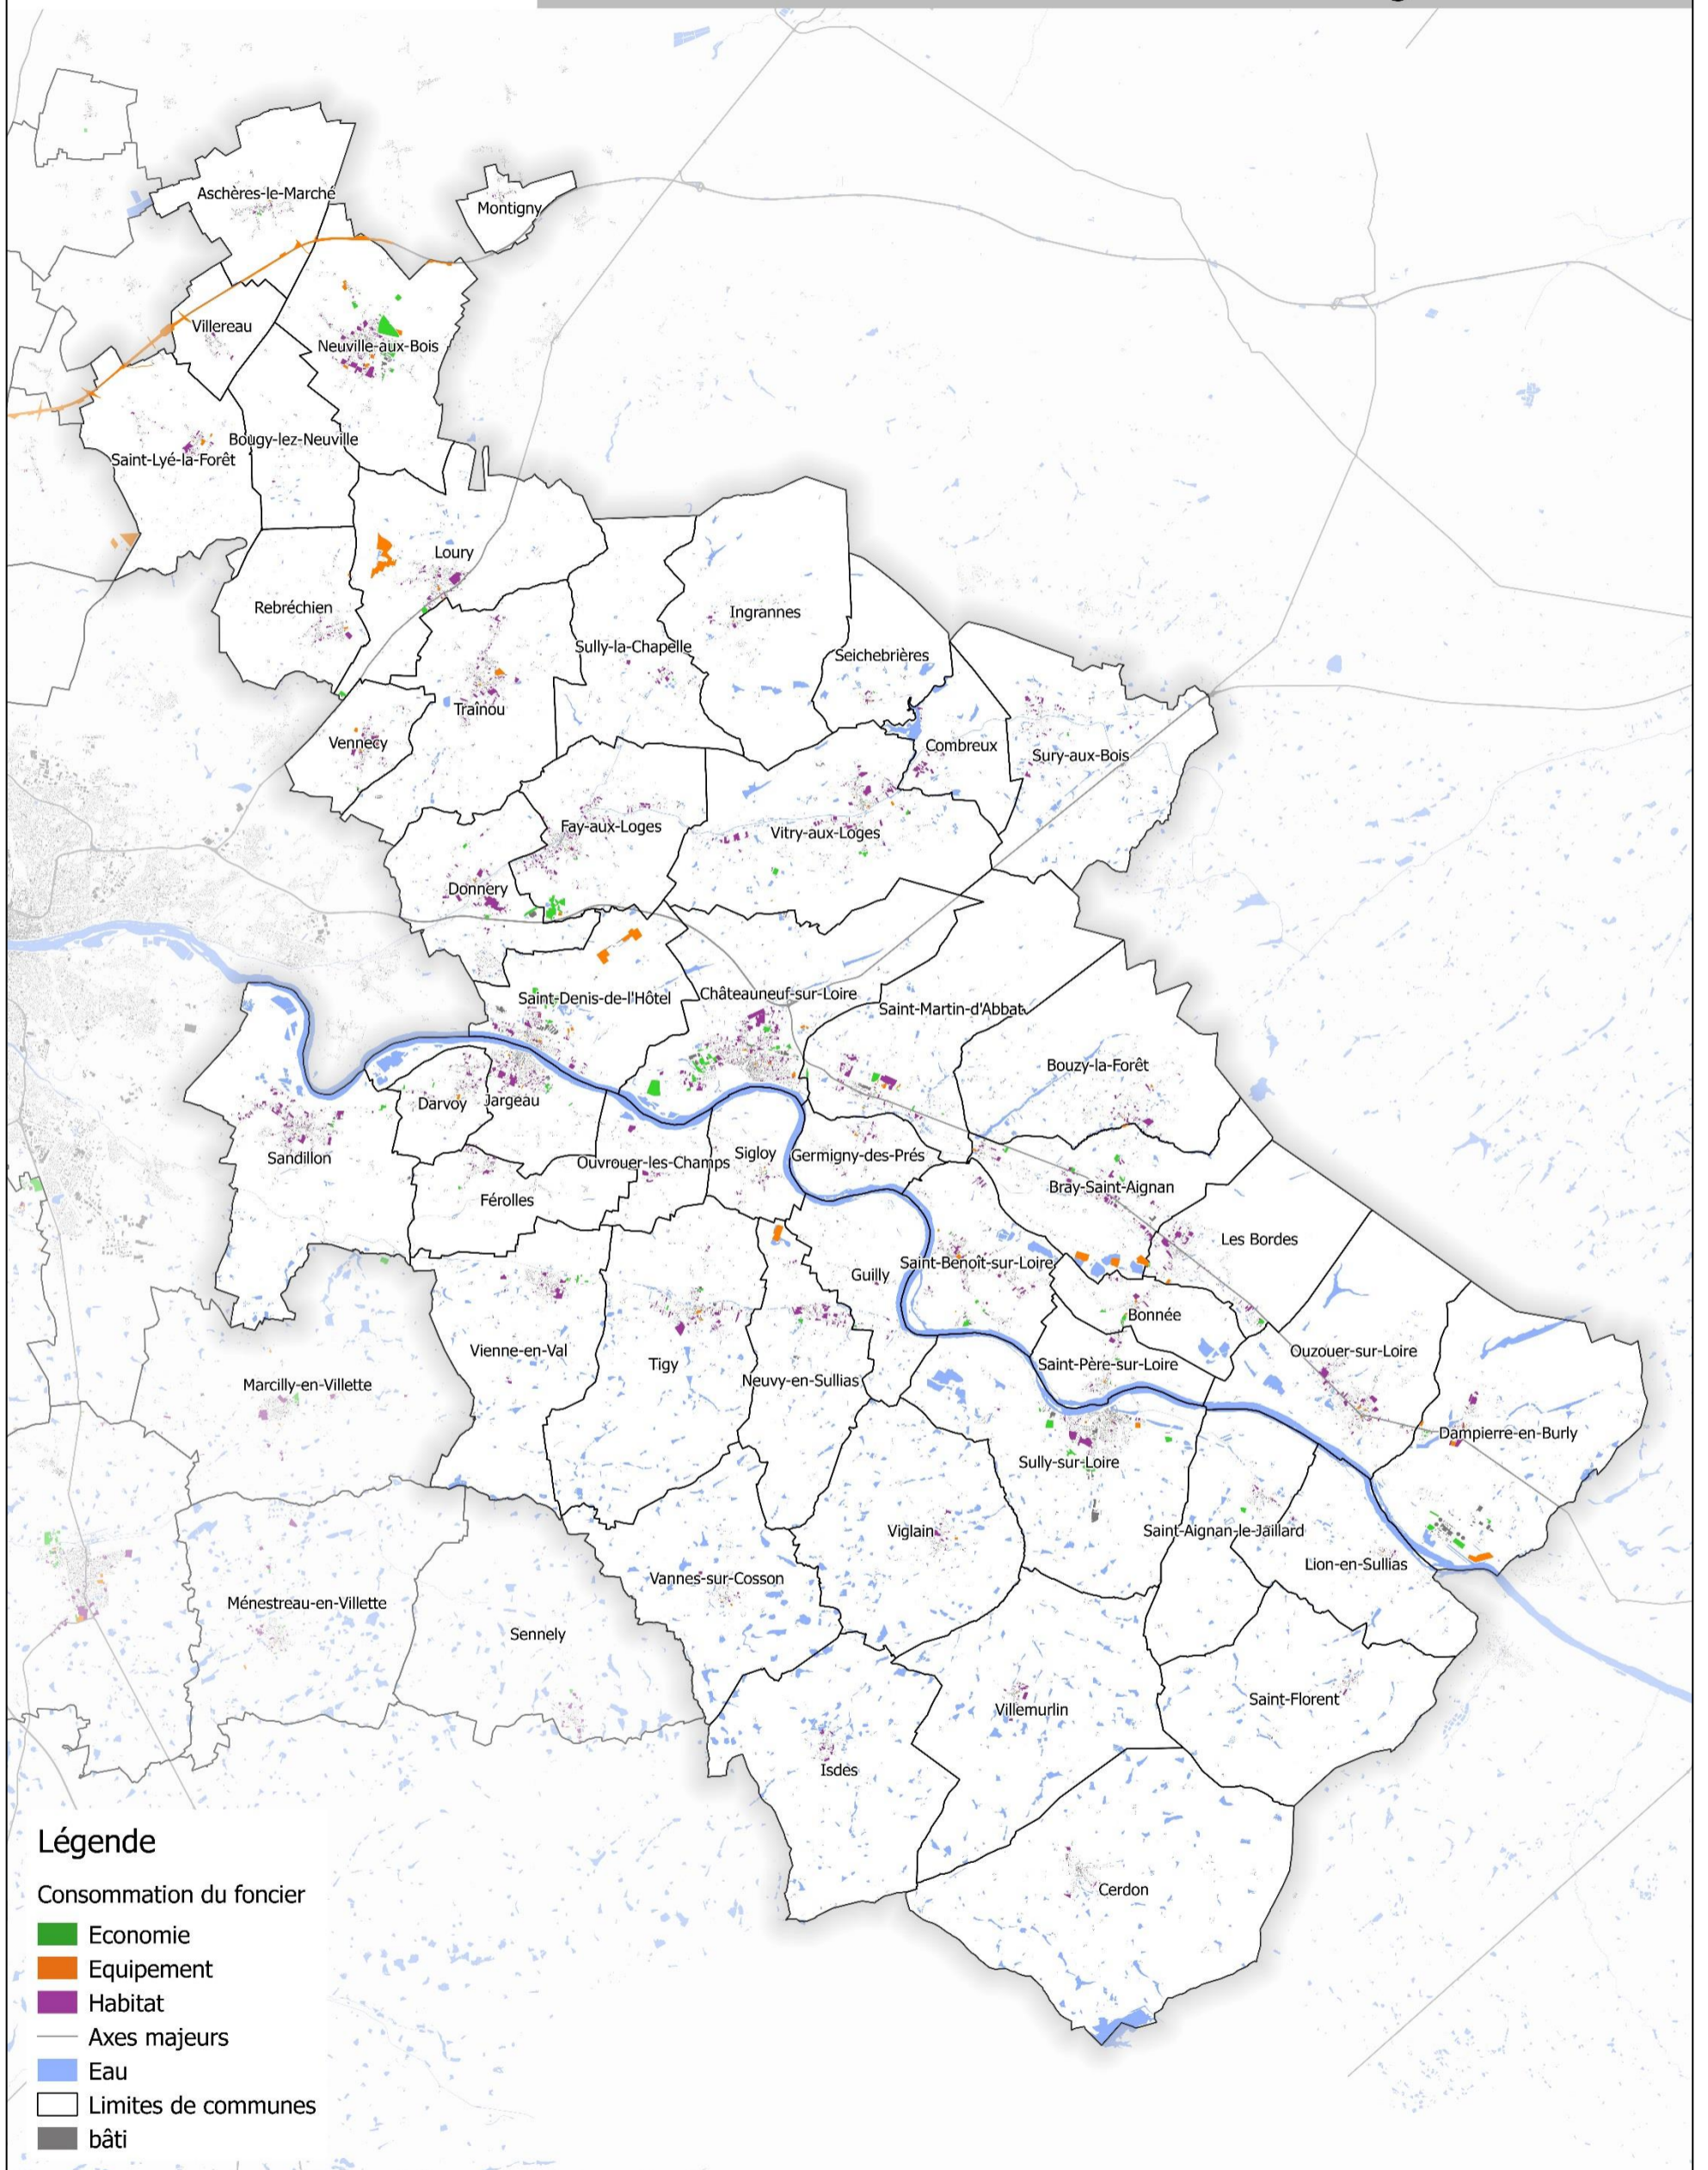 Aschères-le-Marché
Montigny
Villereau
Neuville-aux-Bois
Bougy-lez-Neuville
Saint-Lyé-la-Forêt
Loury
Rebréchien
Ingrannes
Sully-la-Chapelle
Seichebrières
Traînou
Vennecy
Combreux
Sury-aux-Bois
Fay-aux-Loges
Vitry-aux-Loges
Donnery
Saint-Denis-de-l'Hôtel
Châteauneuf-sur-Loire
Saint-Martin-d'Abbat
Bouzy-la-Forêt
Darvoy
Jargeau
Sandillon
Ouvrouer-les-Champs
Sigloy
Germigny-des-Prés
Férolles
Bray-Saint-Aignan
Les Bordes
Saint-Benoît-sur-Loire
Guilly
Bonnée
Vienne-en-Val
Tigy
Saint-Père-sur-Loire
Ouzouer-sur-Loire
Neuvy-en-Sullias
Marcilly-en-Villette
Dampierre-en-Burly
Sully-sur-Loire
Viglain
Saint-Aignan-le-Jaillard
Lion-en-Sullias
Vannes-sur-Cosson
Ménestreau-en-Villette
Sennely
Saint-Florent
Villemurlin
Isdes
Cerdon
Légende
Consommation du foncier
Economie
Equipement
Habitat
Axes majeurs
Eau
Limites de communes
bâti